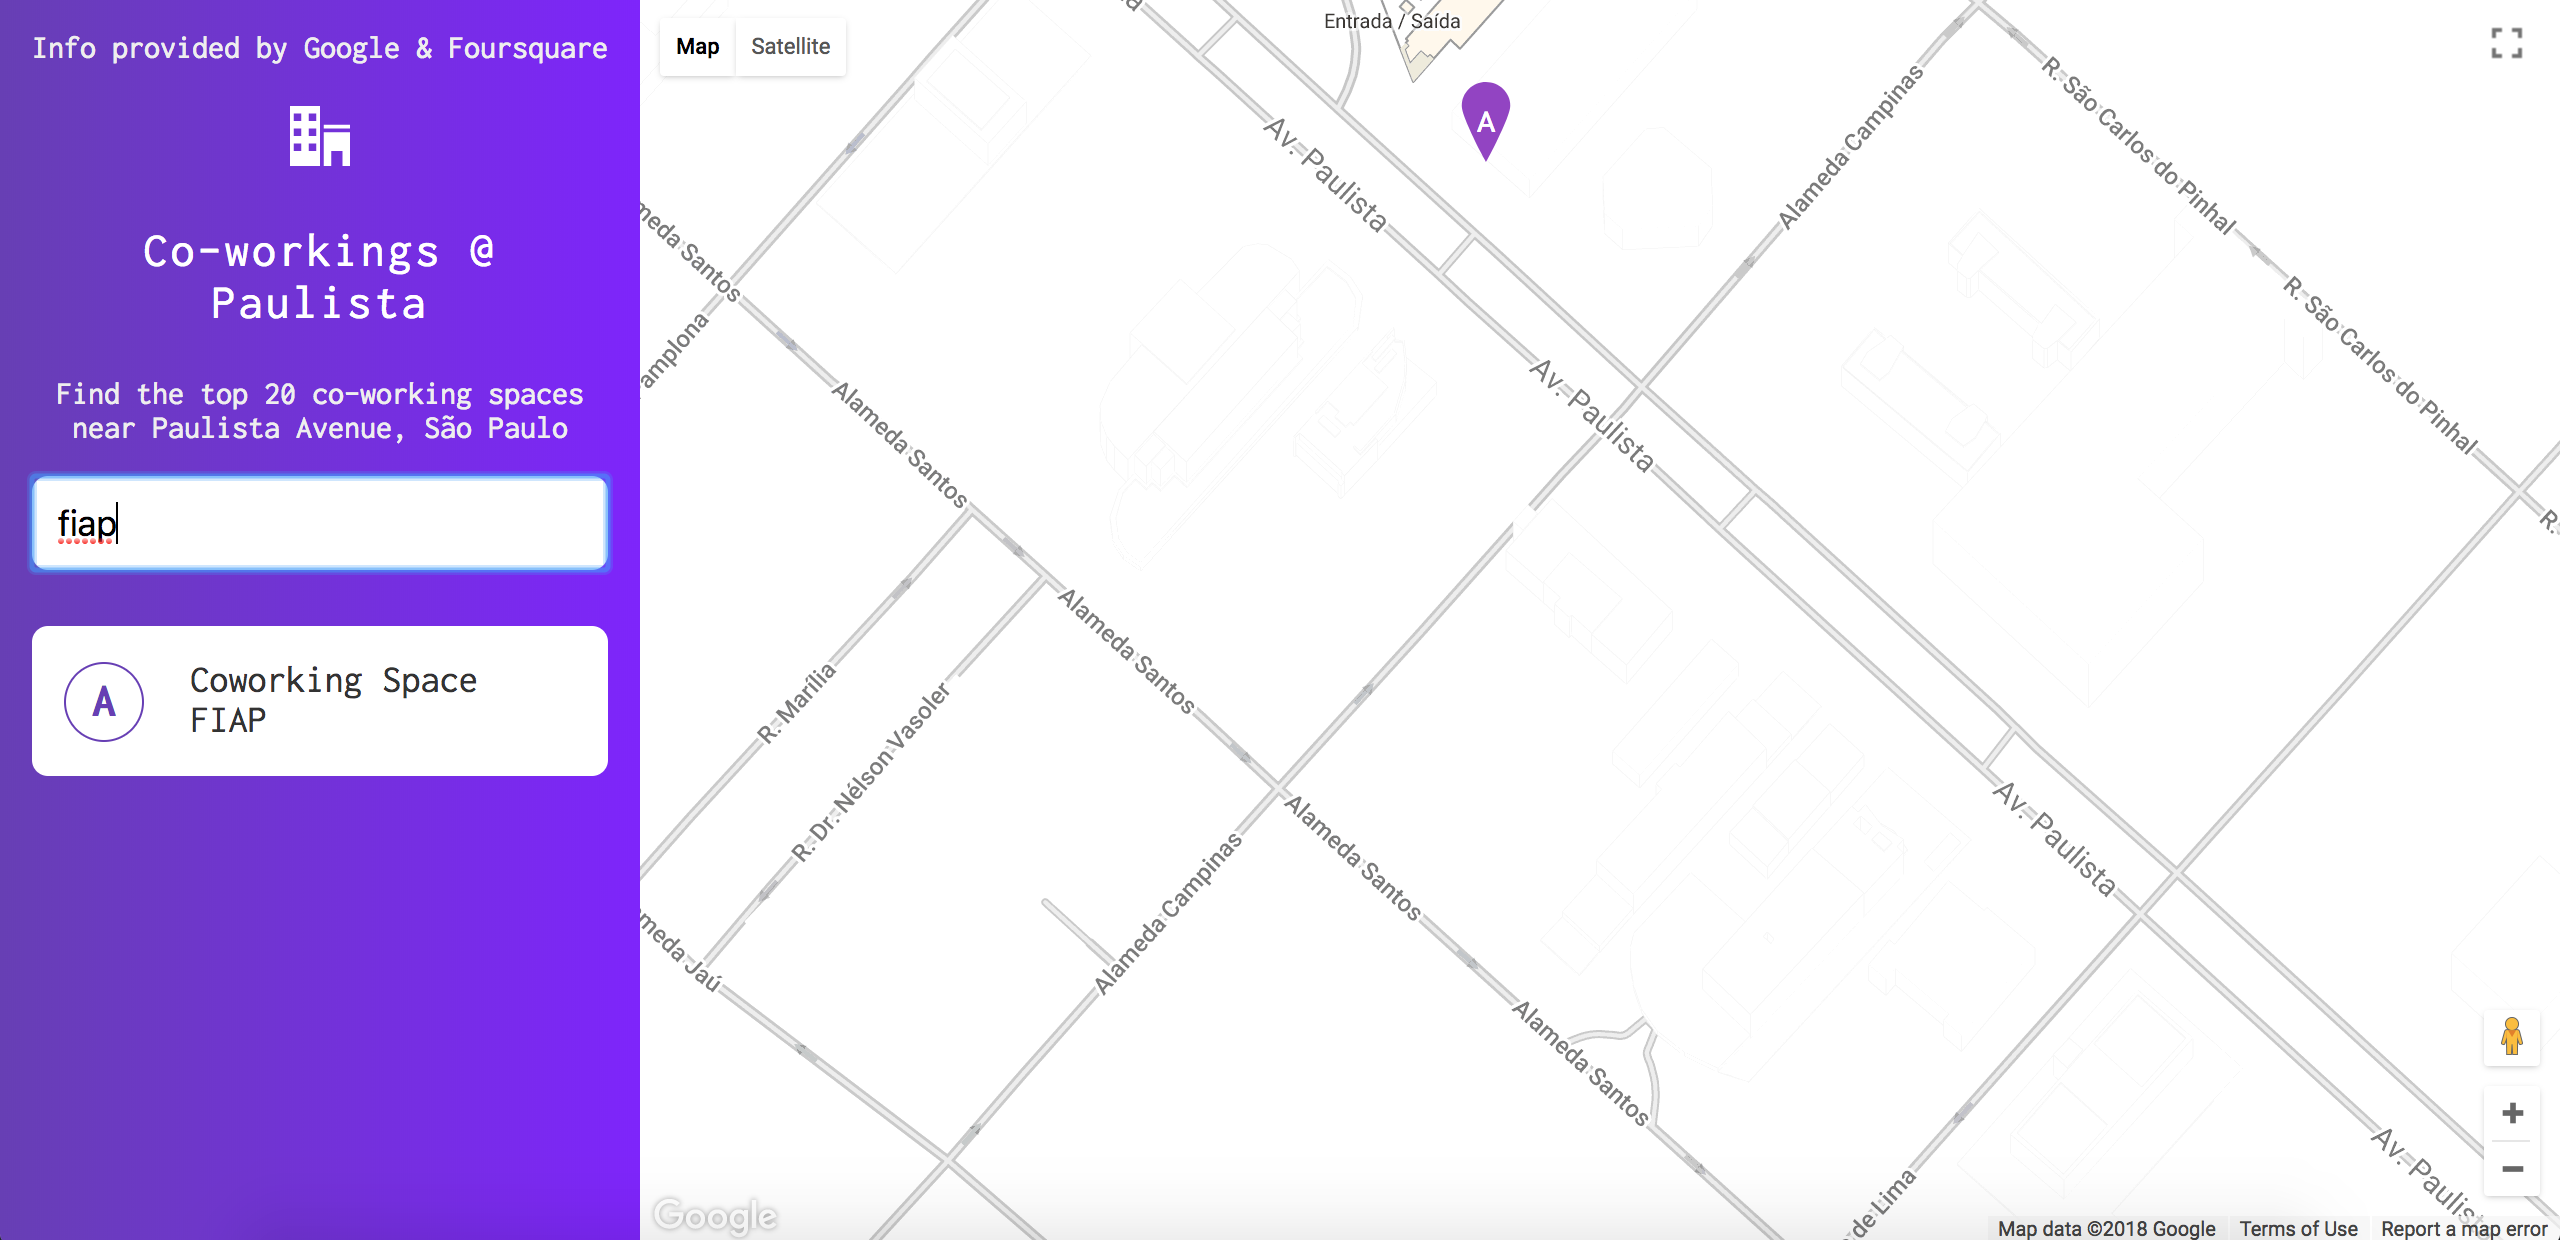 Info provided by Google & Foursquare
Co-workings @
Paulista
Find the top 20 co-working spaces
near Paulista Avenue, São Paulo
fiap
A
Coworking Space
FIAP
Map
Satellite
Entrada / Saída
A
Av. Paulista
Alameda Campinas
R. São Carlos do Pinhal
R. São Carlos do Pinhal
R.
meda Santos
amplona
Alameda Santos
Av. Paulista
Alameda Santos
R. Marília
R. Dr. Nélson Vasoler
Alameda Santos
Av. Paulista
Alameda Campinas
meda Jaú
Alameda Santos
de Lima
Av. Paulis
Google
Map data ©2018 Google
Terms of Use
Report a map error